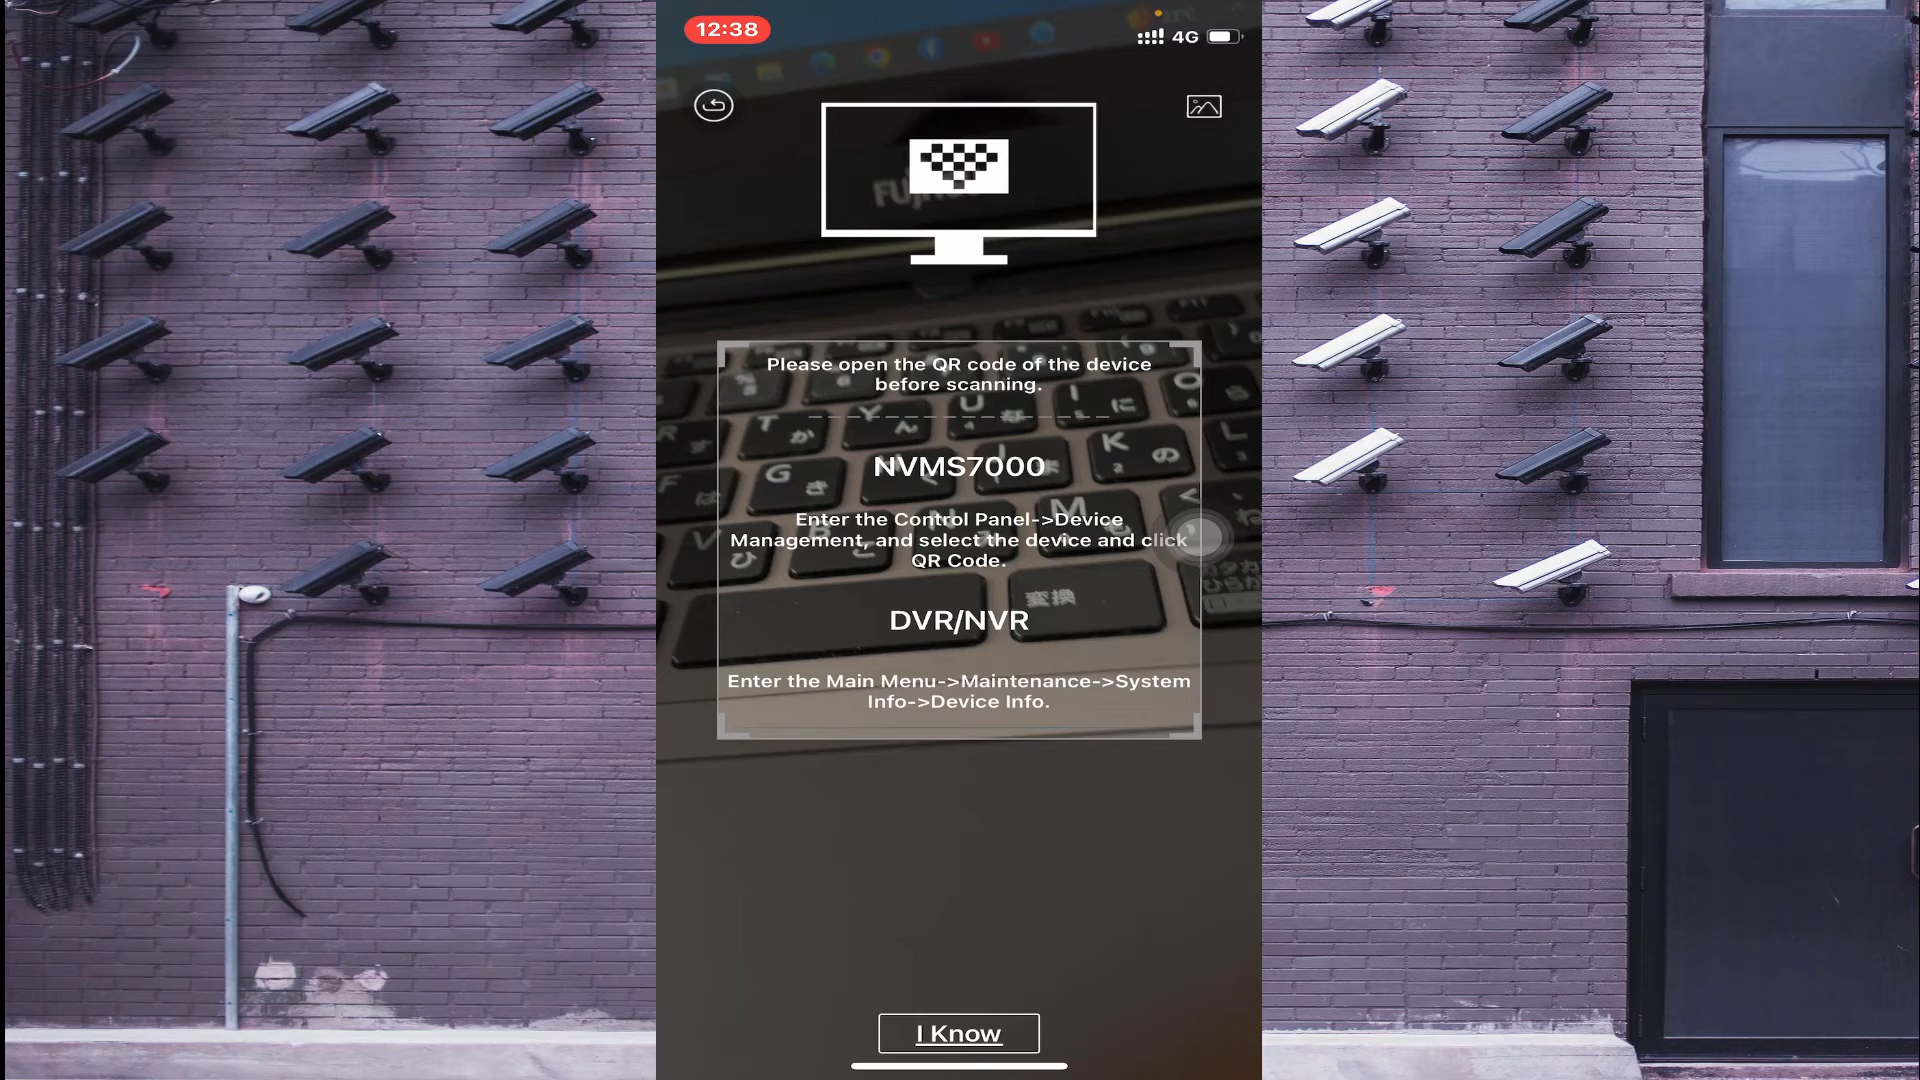 12:38
4G
Please open the QR code of the device
before scanning.
NVMS7000
Enter the Control Panel->Device
Management, and select the device and click
QR Code.
DVR/NVR
変換
Enter the Main Menu->Maintenance->System
Info->Device Info.
I Know